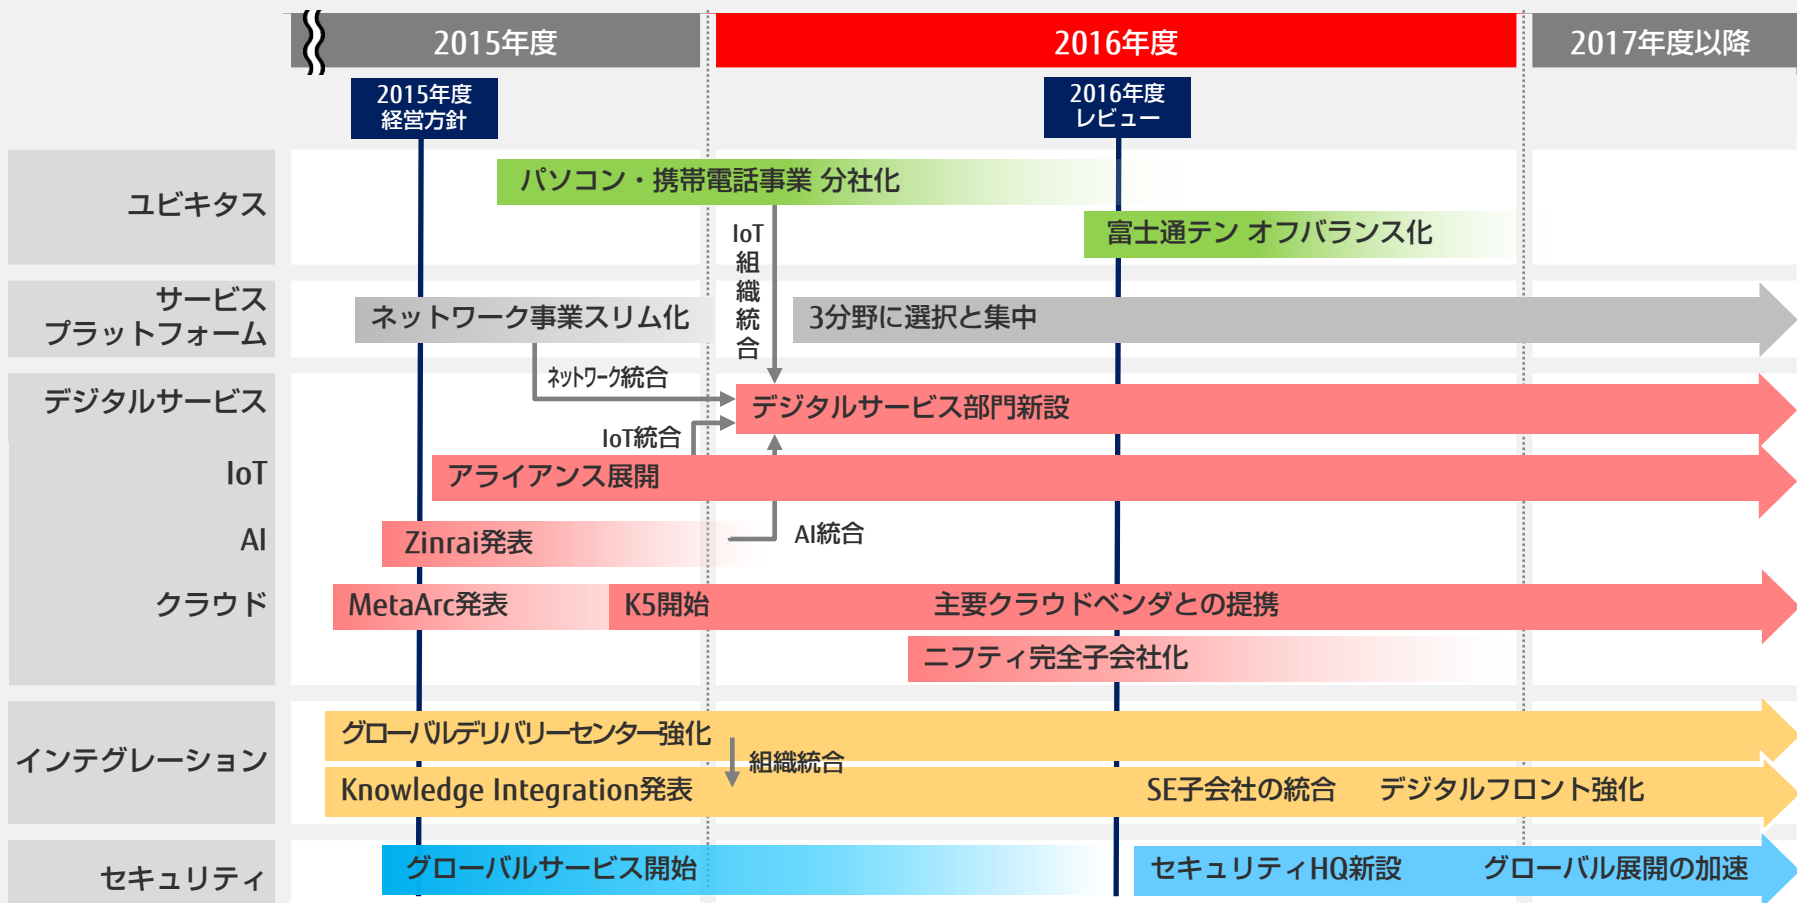 2015年度
2016年度
2017年度以降
2015年度
経営方針
2016年度
レビュー
ユビキタス
パソコン・携帯電話事業 分社化
富士通テン オフバランス化
IoT
組
織
統
合
サービス
プラットフォーム
ネットワーク事業スリム化
3分野に選択と集中
ネットワーク統合
デジタルサービス
デジタルサービス部門新設
IoT統合
IoT
アライアンス展開
AI
Zinrai発表
AI統合
クラウド
MetaArc発表
K5開始
主要クラウドベンダとの提携
ニフティ完全子会社化
インテグレーション
グローバルデリバリーセンター強化
組織統合
Knowledge Integration発表
SE子会社の統合
デジタルフロント強化
セキュリティ
グローバルサービス開始
セキュリティHQ新設
グローバル展開の加速